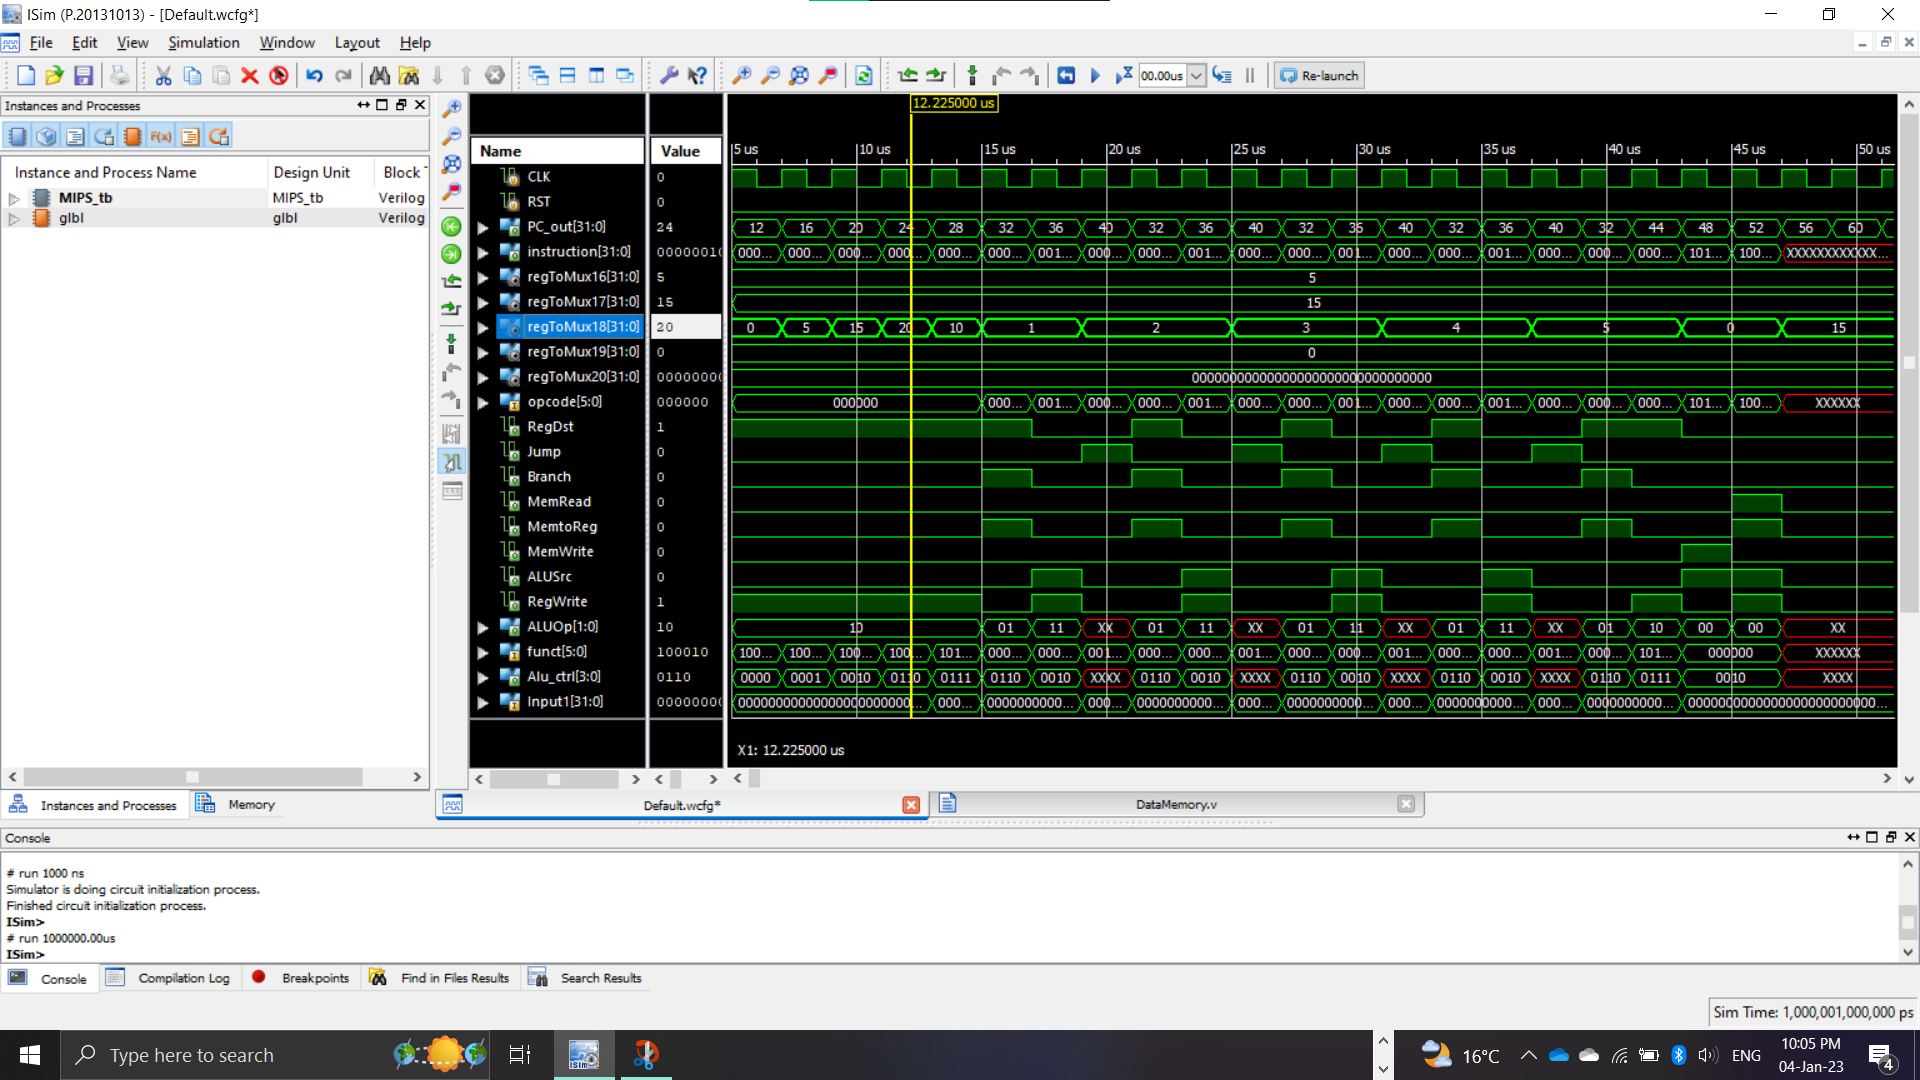 ISim (P.20131013) - [Default.wcfg*]
File Edit View Simulation Window Layout Help
00.00us Re-launch
Instances and Processes
Instance and Process Name Design Unit Block T
MIPS_tb MIPS_tb Verilog
glbl glbl Verilog
Instances and Processes Memory
12.225000 us
Name Value 5 us 10 us 15 us 20 us 25 us 30 us 35 us 40 us 45 us 50 us
CLK 0
RST 0
PC_out[31:0] 24 12 16 20 24 28 32 36 40 32 36 40 32 36 40 32 36 40 32 44 48 52 56 60
instruction[31:0] 00000010 000... 000... 000... 000... 000... 000... 001... 000... 000... 001... 000... 000... 001... 000... 000... 001... 000... 000... 000... 101... 100... XXXXXXXXXXXX...
regToMux16[31:0] 5 5
regToMux17[31:0] 15 15
regToMux18[31:0] 20 0 5 15 20 10 1 2 3 4 5 0 15
regToMux19[31:0] 0 0
regToMux20[31:0] 00000000 00000000000000000000000000000000
opcode[5:0] 000000 000000 000... 001... 000... 000... 001... 000... 000... 001... 000... 000... 001... 000... 000... 000... 101... 100... XXXXXX
RegDst 1
Jump 0
Branch 0
MemRead 0
MemtoReg 0
MemWrite 0
ALUSrc 0
RegWrite 1
ALUOp[1:0] 10 10 01 11 XX 01 11 XX 01 11 XX 01 11 XX 01 10 00 00 XX
funct[5:0] 100010 100... 100... 100... 100... 101... 000... 000... 001... 000... 000... 001... 000... 000... 001... 000... 000... 001... 000... 101... 000000 XXXXXX
Alu_ctrl[3:0] 0110 0000 0001 0010 0110 0111 0110 0010 XXXX 0110 0010 XXXX 0110 0010 XXXX 0110 0010 XXXX 0110 0111 0010 XXXX
Input1[31:0] 00000000
X1: 12.225000 us
Default.wcfg* DataMemory.v
Console
# run 1000 ns
Simulator is doing circuit initialization process.
Finished circuit initialization process.
ISim>
# run 1000000.00us
ISim>
Console Compilation Log Breakpoints Find in Files Results Search Results
Sim Time: 1,000,001,000,000 ps
Type here to search
ISim
16°C ENG
10:05 PM
04-Jan-23
4